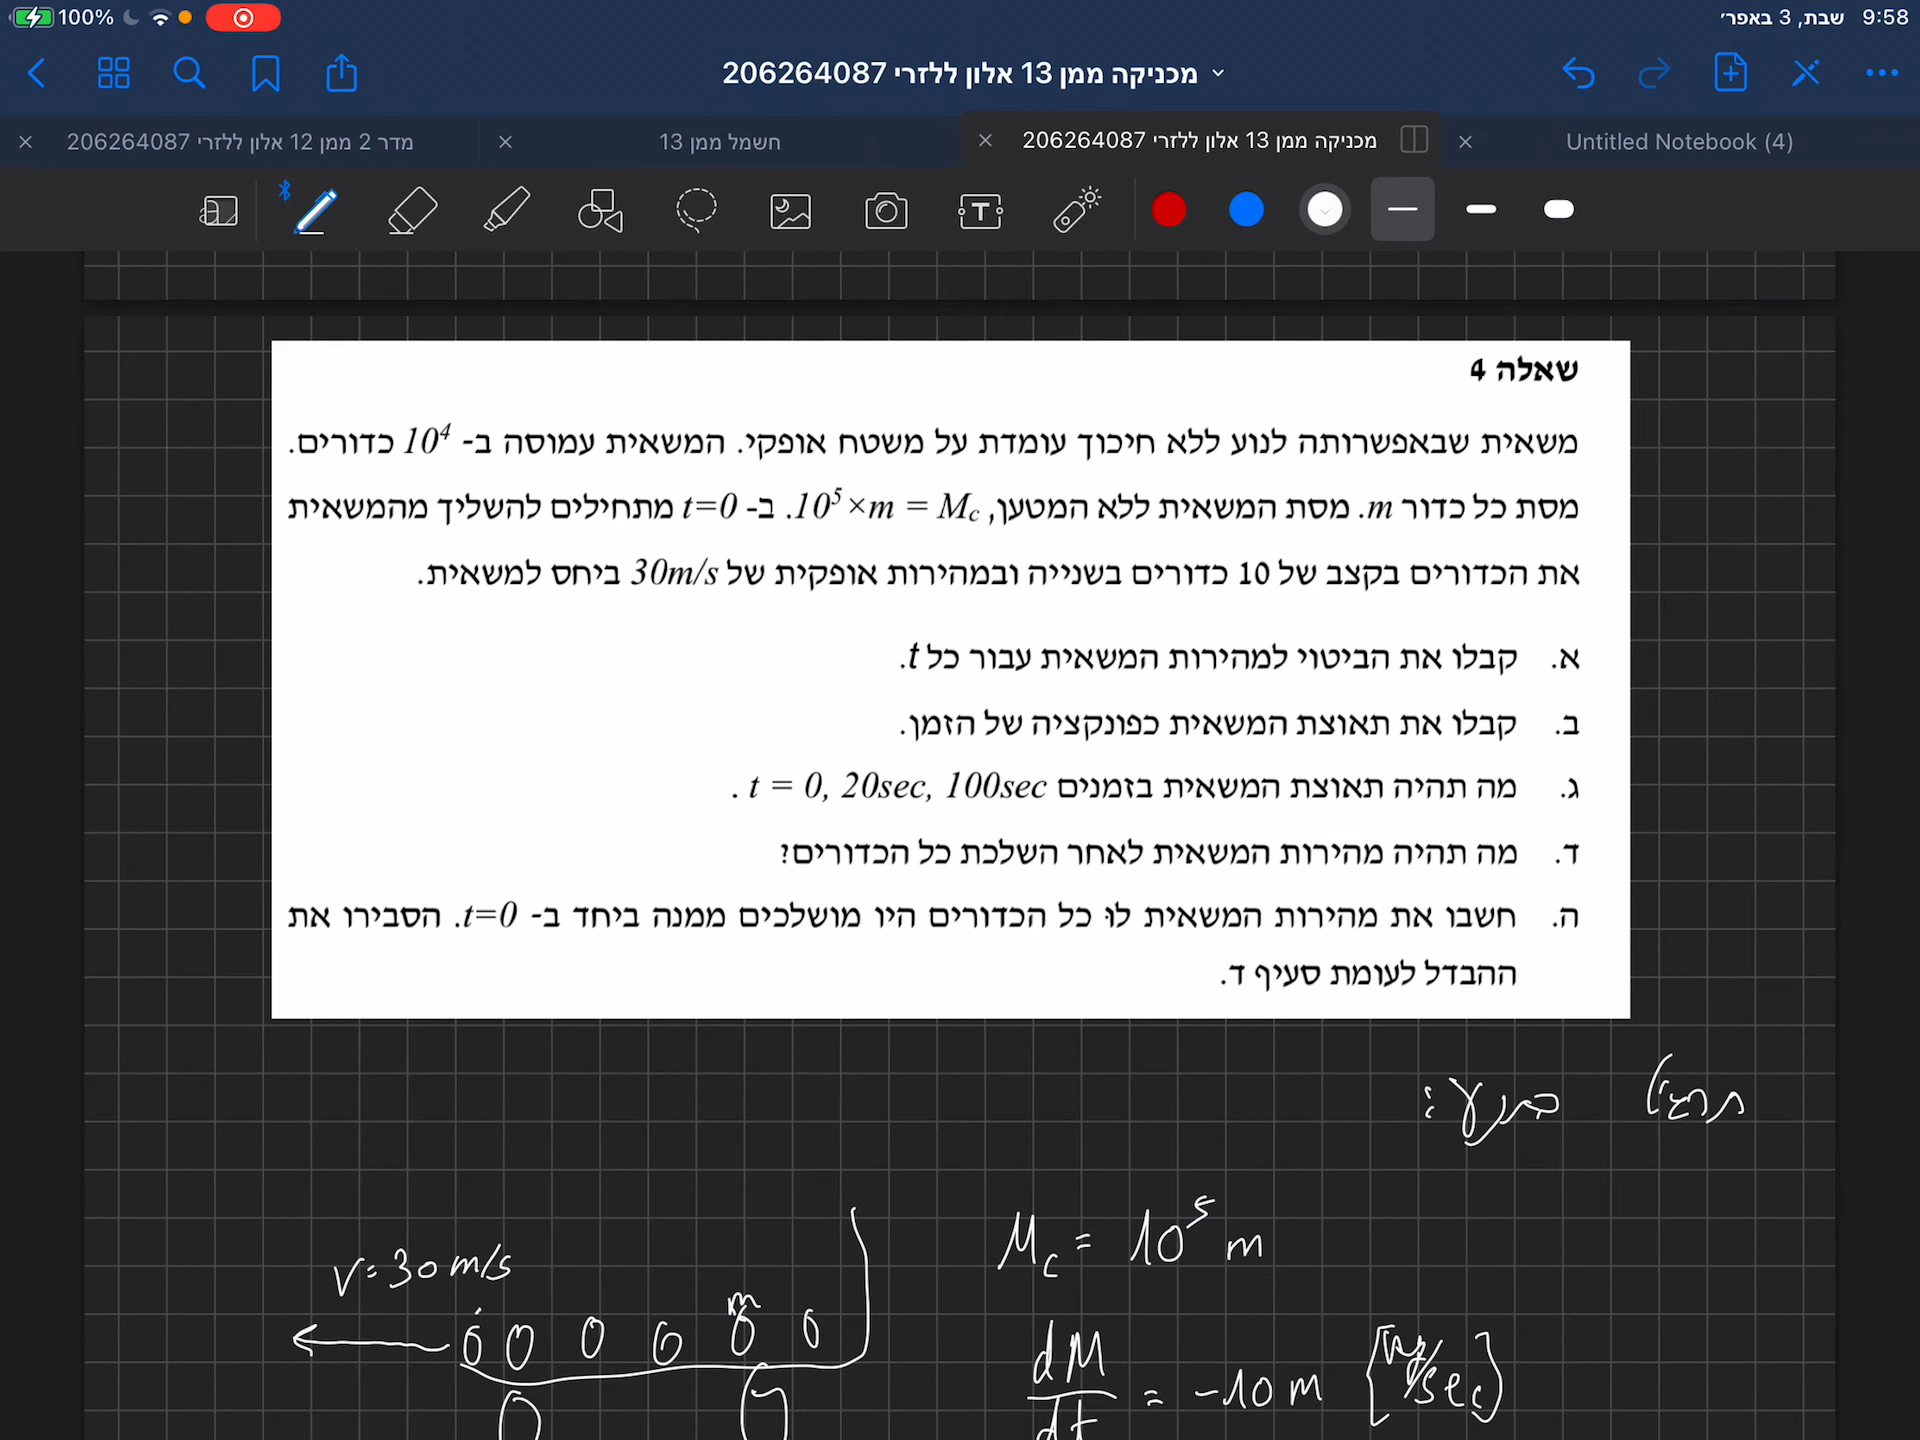 100%
9:58 שבת, 3 באפר׳
מכניקה ממן 13 אלון ללזרי 206264087
מדר 2 ממן 12 אלון ללזרי 206264087
חשמל ממן 13
מכניקה ממן 13 אלון ללזרי 206264087
Untitled Notebook (4)
שאלה 4
משאית שבאפשרותה לנוע ללא חיכוך עומדת על משטח אופקי. המשאית עמוסה ב- 10⁴ כדורים.
מסת כל כדור m. מסת המשאית ללא המטען, 10⁵×m = Mc. ב- t=0 מתחילים להשליך מהמשאית
את הכדורים בקצב של 10 כדורים בשנייה ובמהירות אופקית של 30m/s ביחס למשאית.
א. קבלו את הביטוי למהירות המשאית עבור כל t.
ב. קבלו את תאוצת המשאית כפונקציה של הזמן.
ג. מה תהיה תאוצת המשאית בזמנים t = 0, 20sec, 100sec .
ד. מה תהיה מהירות המשאית לאחר השלכת כל הכדורים?
ה. חשבו את מהירות המשאית לוּ כל הכדורים היו מושלכים ממנה ביחד ב- t=0. הסבירו את
ההבדל לעומת סעיף ד.
Mc = 10⁵ m
v=30 m/s
m
dM/dt = -10m [kg/sec]